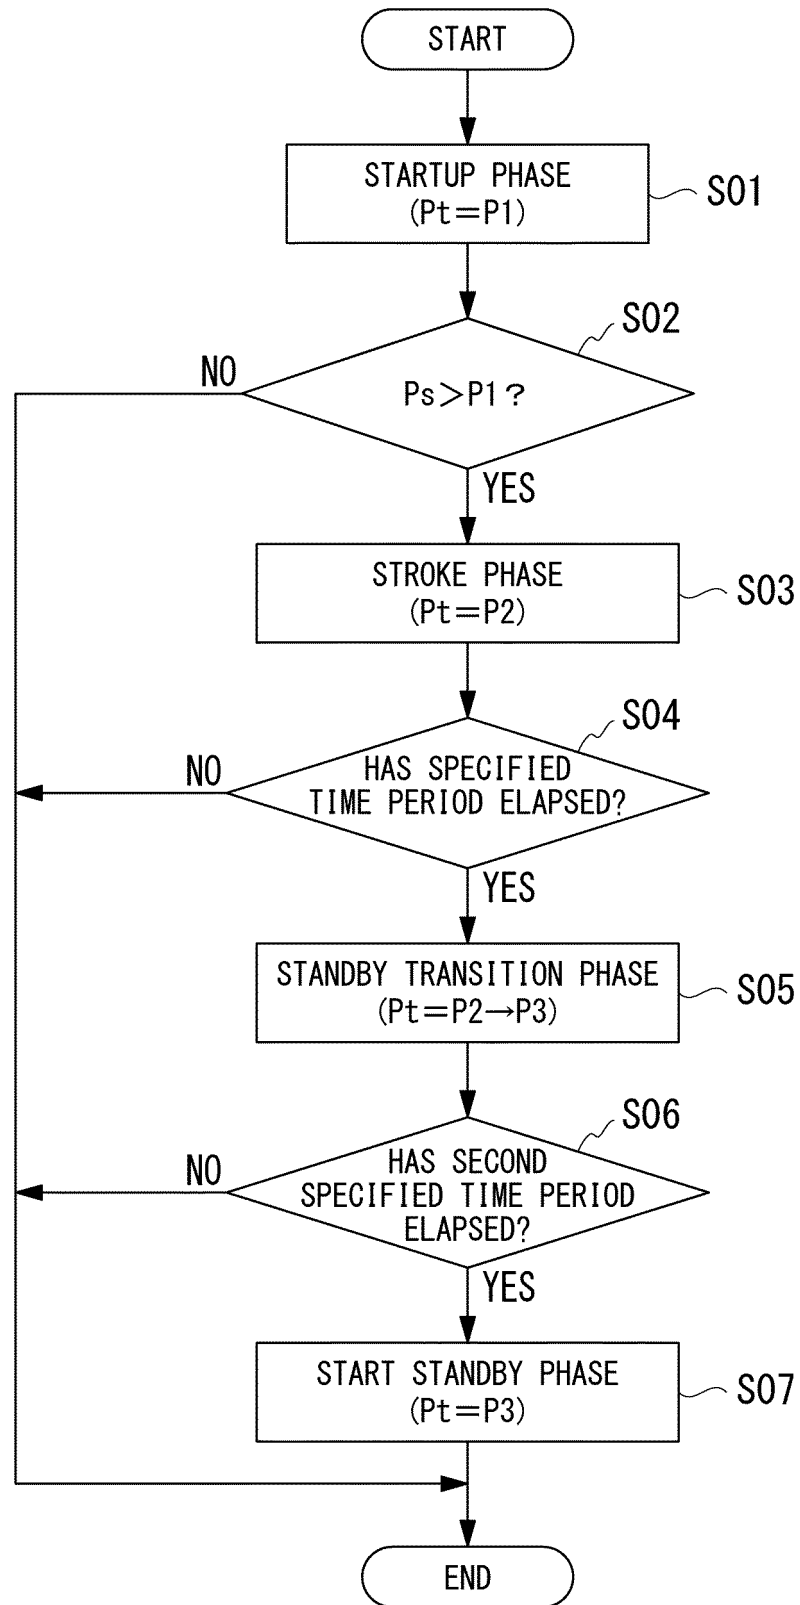 START
STARTUP PHASE
(Pt=P1)
S01
S02
NO
Ps>P1?
YES
STROKE PHASE
(Pt=P2)
S03
S04
NO
HAS SPECIFIED
TIME PERIOD ELAPSED?
YES
STANDBY TRANSITION PHASE
(Pt=P2→P3)
S05
S06
NO
HAS SECOND
SPECIFIED TIME PERIOD
ELAPSED?
YES
START STANDBY PHASE
(Pt=P3)
S07
END